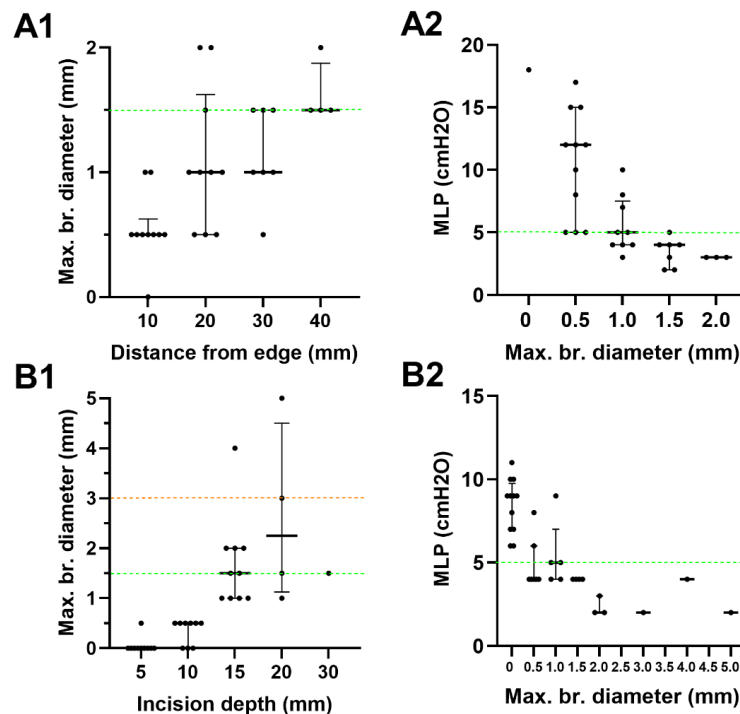 A1
Max. br. diameter (mm)
2
1
0
10 20 30 40
Distance from edge (mm)
A2
MLP (cmH2O)
20
15
10
5
0
0 0.5 1.0 1.5 2.0
Max. br. diameter (mm)
B1
Max. br. diameter (mm)
5
4
3
2
1
0
5 10 15 20 30
Incision depth (mm)
B2
MLP (cmH2O)
15
10
5
0
0 0.5 1.0 1.5 2.0 2.5 3.0 3.5 4.0 4.5 5.0
Max. br. diameter (mm)